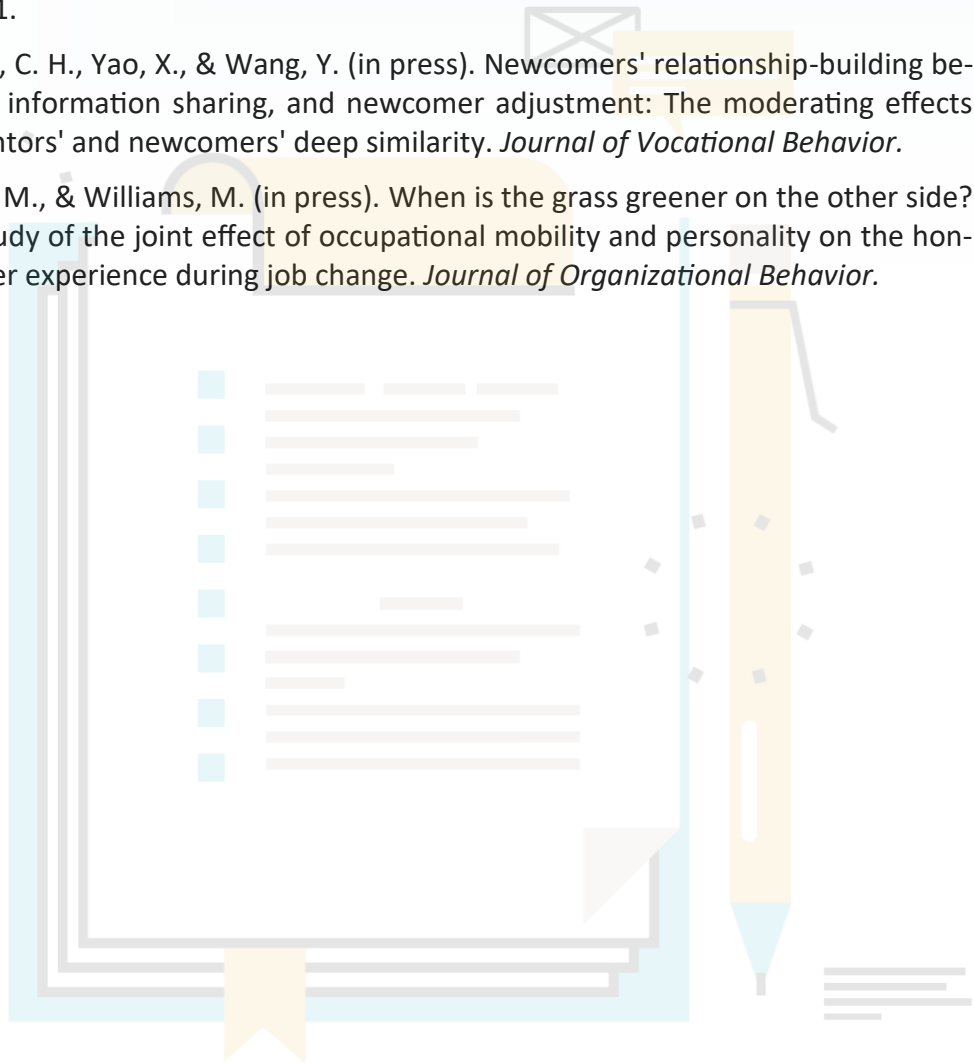 1.
, C. H., Yao, X., & Wang, Y. (in press). Newcomers' relationship-building be-
information sharing, and newcomer adjustment: The moderating effects
ntors' and newcomers' deep similarity. Journal of Vocational Behavior.
M., & Williams, M. (in press). When is the grass greener on the other side?
udy of the joint effect of occupational mobility and personality on the hon-
er experience during job change. Journal of Organizational Behavior.